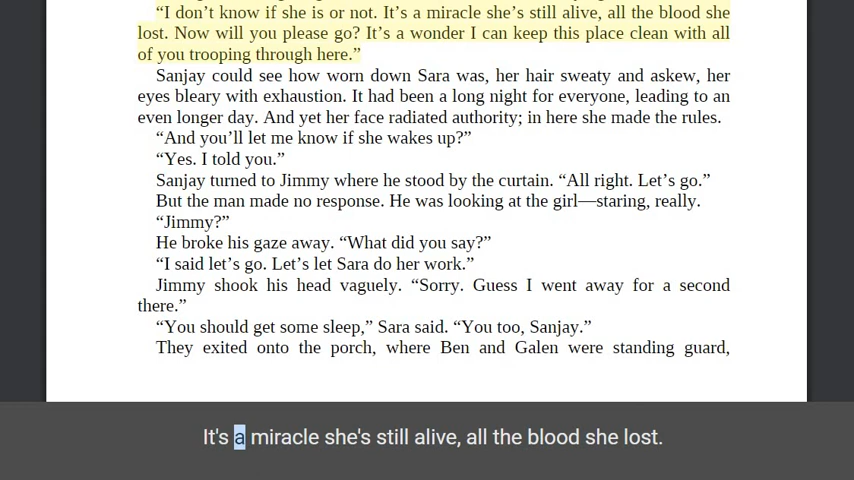 “I don’t know if she is or not. It’s a miracle she’s still alive, all the blood she
lost. Now will you please go? It’s a wonder I can keep this place clean with all
of you trooping through here.”
Sanjay could see how worn down Sara was, her hair sweaty and askew, her
eyes bleary with exhaustion. It had been a long night for everyone, leading to an
even longer day. And yet her face radiated authority; in here she made the rules.
“And you’ll let me know if she wakes up?”
“Yes. I told you.”
Sanjay turned to Jimmy where he stood by the curtain. “All right. Let’s go.”
But the man made no response. He was looking at the girl—staring, really.
“Jimmy?”
He broke his gaze away. “What did you say?”
“I said let’s go. Let’s let Sara do her work.”
Jimmy shook his head vaguely. “Sorry. Guess I went away for a second
there.”
“You should get some sleep,” Sara said. “You too, Sanjay.”
They exited onto the porch, where Ben and Galen were standing guard,
It's a miracle she's still alive, all the blood she lost.